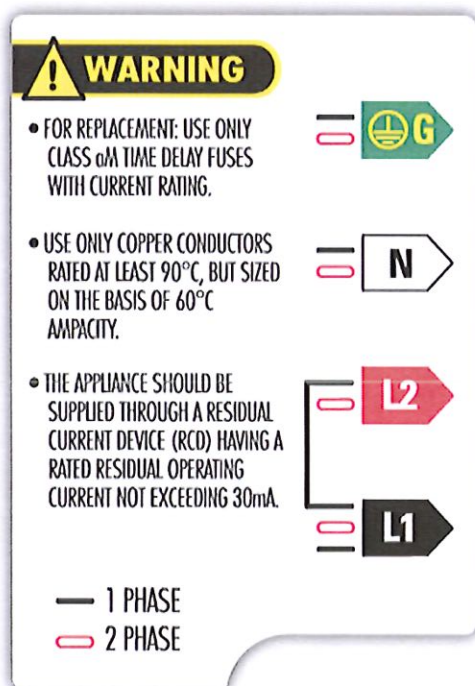 WARNING
• FOR REPLACEMENT: USE ONLY
CLASS aM TIME DELAY FUSES
WITH CURRENT RATING.
G
• USE ONLY COPPER CONDUCTORS
RATED AT LEAST 90°C, BUT SIZED
ON THE BASIS OF 60°C
AMPACITY.
N
• THE APPLIANCE SHOULD BE
SUPPLIED THROUGH A RESIDUAL
CURRENT DEVICE (RCD) HAVING A
RATED RESIDUAL OPERATING
CURRENT NOT EXCEEDING 30mA.
L2
L1
1 PHASE
2 PHASE